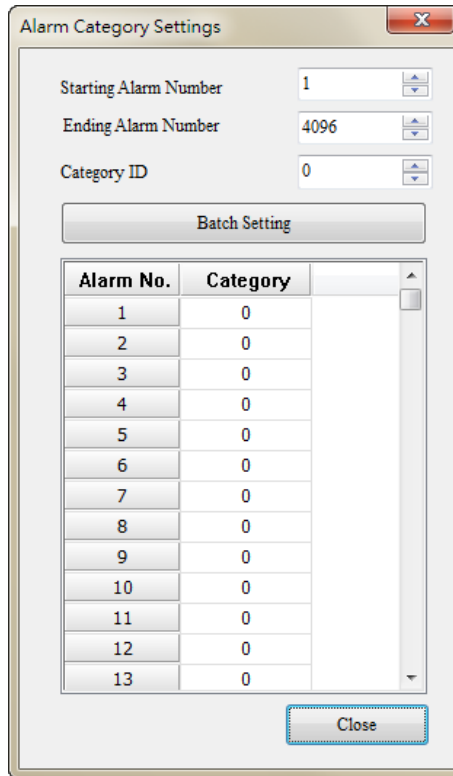 Alarm Category Settings
x
Starting Alarm Number 1
Ending Alarm Number 4096
Category ID 0
Batch Setting
Alarm No. Category
1 0
2 0
3 0
4 0
5 0
6 0
7 0
8 0
9 0
10 0
11 0
12 0
13 0
Close